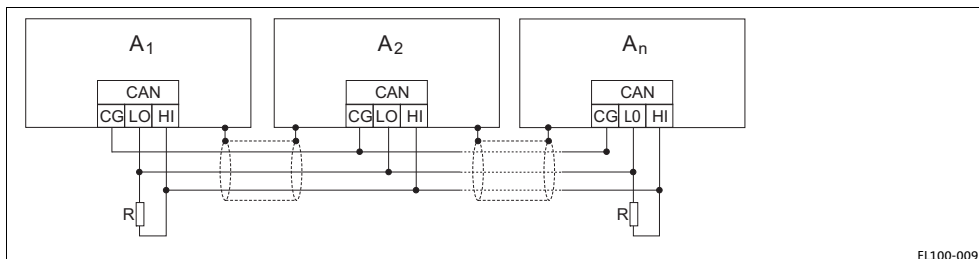 A1 A2 An
CAN CAN CAN
CG LO HI CG LO HI CG L0 HI
R R
EL100-009